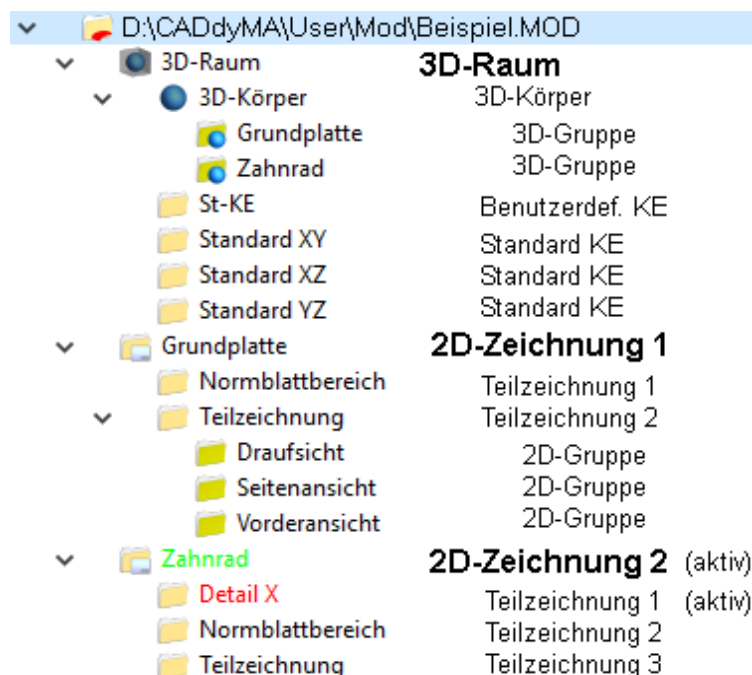 D:\CADdyMA\User\Mod\Beispiel.MOD
3D-Raum 3D-Raum
3D-Körper 3D-Körper
Grundplatte 3D-Gruppe
Zahnrad 3D-Gruppe
St-KE Benutzerdef. KE
Standard XY Standard KE
Standard XZ Standard KE
Standard YZ Standard KE
Grundplatte 2D-Zeichnung 1
Normblattbereich Teilzeichnung 1
Teilzeichnung Teilzeichnung 2
Draufsicht 2D-Gruppe
Seitenansicht 2D-Gruppe
Vorderansicht 2D-Gruppe
Zahnrad 2D-Zeichnung 2 (aktiv)
Detail X Teilzeichnung 1 (aktiv)
Normblattbereich Teilzeichnung 2
Teilzeichnung Teilzeichnung 3